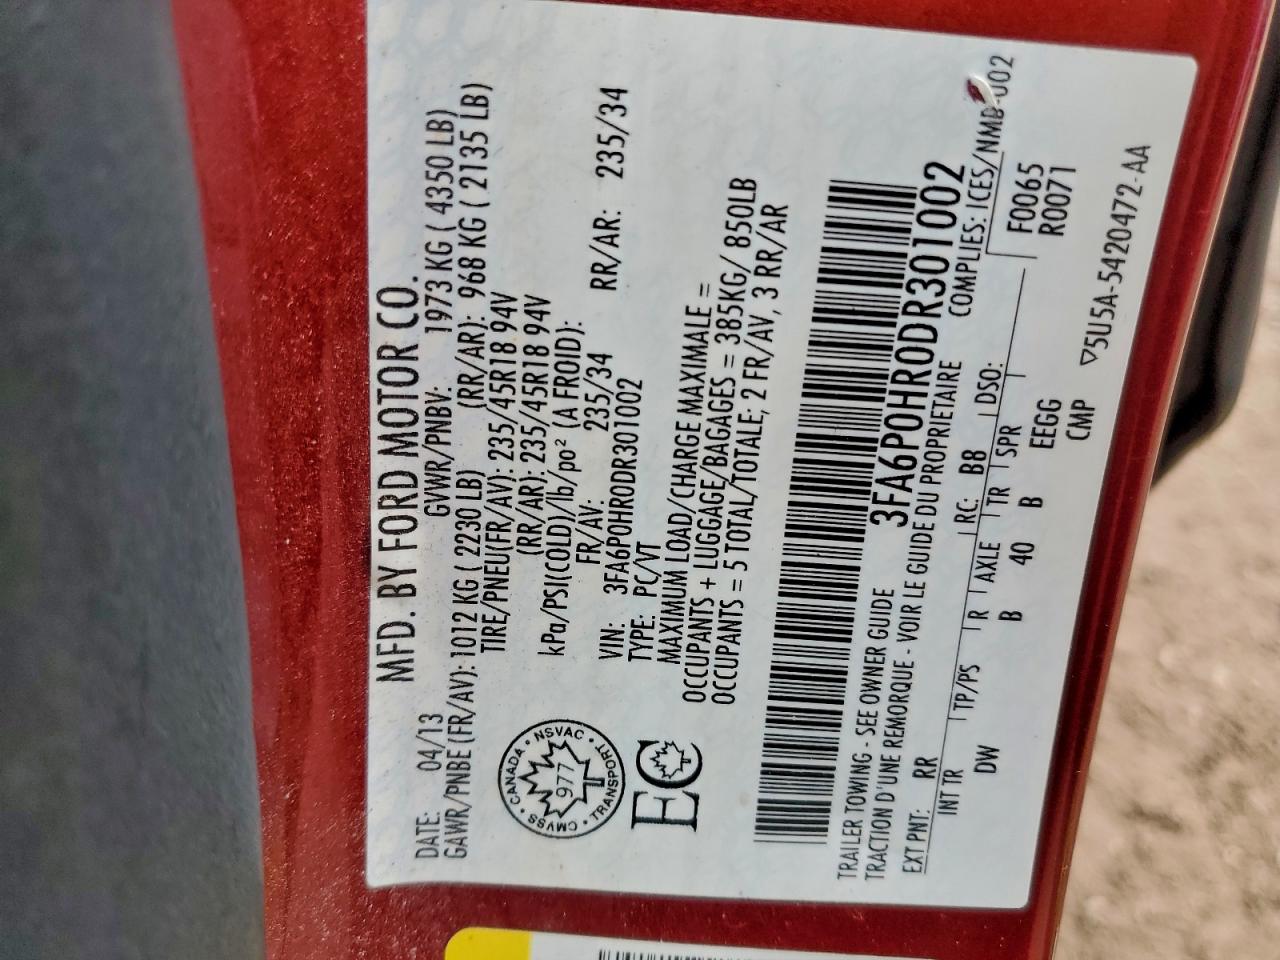 MFD. BY FORD MOTOR CO.
DATE: 04/13 GVWR/PNBV: 1973 KG ( 4350 LB)
GAWR/PNBE (FR/AV): 1012 KG ( 2230 LB) (RR/AR): 968 KG ( 2135 LB)
TIRE/PNEU(FR/AV): 235/45R18 94V
(RR/AR): 235/45R18 94V
kPa/PSI(COLD)/lb/po² (A FROID):
FR/AV: 235/34 RR/AR: 235/34
VIN: 3FA6P0HR0DR301002
TYPE: PC/VT
MAXIMUM LOAD/CHARGE MAXIMALE =
OCCUPANTS + LUGGAGE/BAGAGES = 385KG/ 850LB
OCCUPANTS = 5 TOTAL/TOTALE; 2 FR/AV, 3 RR/AR
CANADA • NSVAC • TRANSPORT • CMVSS •
977
EC
3FA6P0HR0DR301002
TRAILER TOWING - SEE OWNER GUIDE
TRACTION D'UNE REMORQUE - VOIR LE GUIDE DU PROPRIETAIRE
COMPLIES: ICES/NMB-002
EXT PNT: RR RC: B8 DSO:
F0065
R0071
INT TR TP/PS R AXLE TR SPR
DW B 40 B EEGG
CMP
▽5U5A-5420472-AA